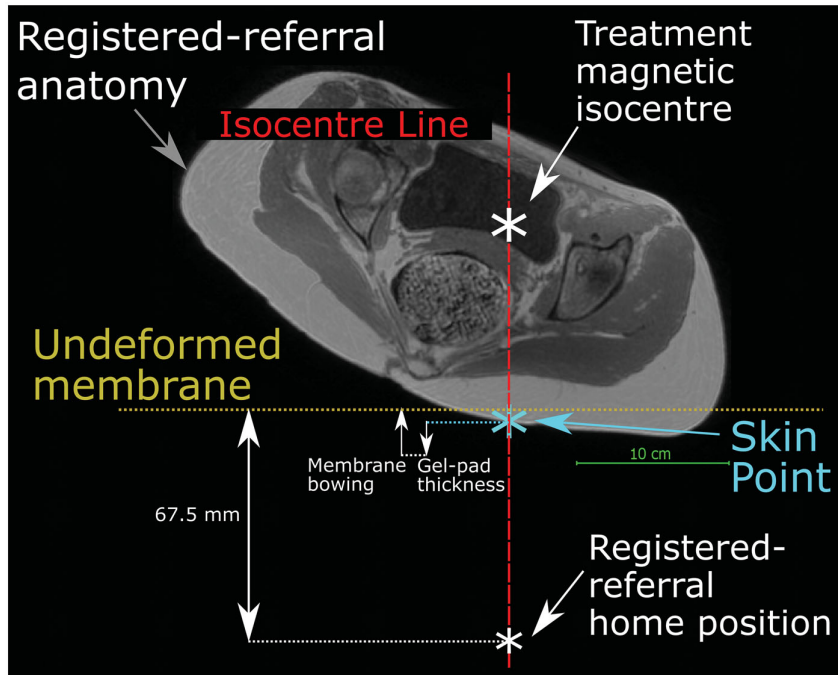 Registered-referral
anatomy
Isocentre Line
Treatment
magnetic
isocentre
Undeformed
membrane
Membrane
bowing
Gel-pad
thickness
Skin
Point
10 cm
67.5 mm
Registered-
referral
home position